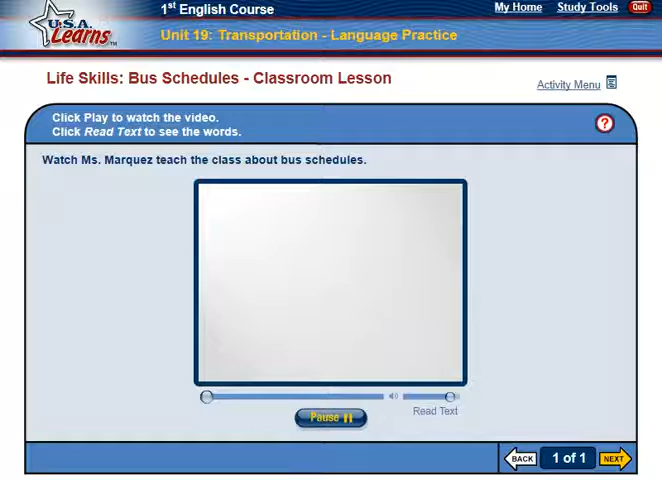 U.S.A.
Learns™
1st English Course
My Home
Study Tools
Quit
Unit 19: Transportation - Language Practice
Life Skills: Bus Schedules - Classroom Lesson
Activity Menu
Click Play to watch the video.
Click Read Text to see the words.
?
Watch Ms. Marquez teach the class about bus schedules.
Pause
Read Text
BACK
1 of 1
NEXT